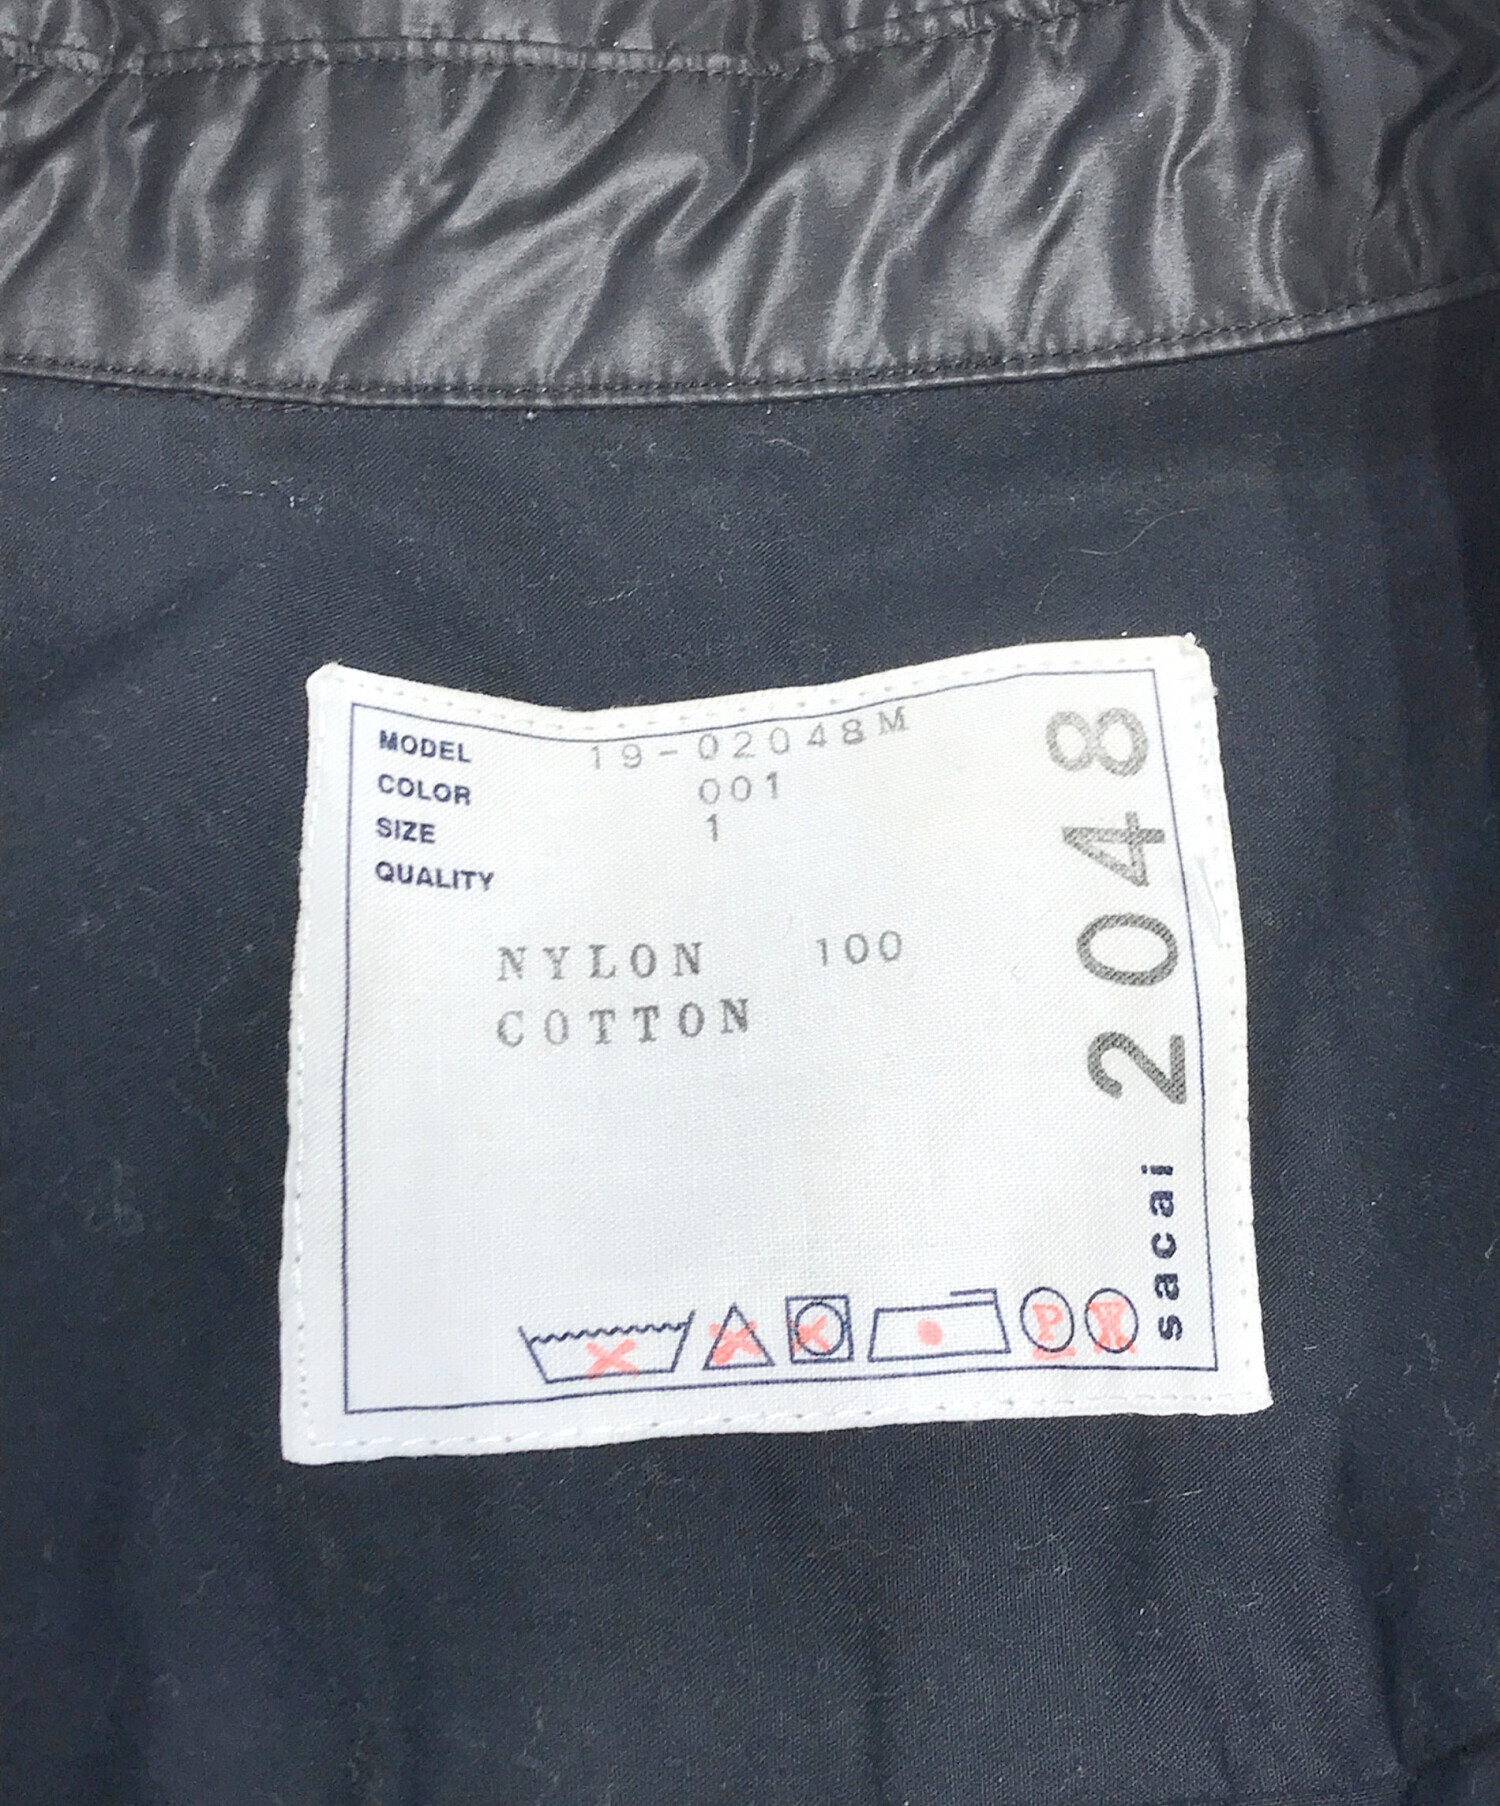 MODEL 19-02048M
COLOR 001
SIZE 1
QUALITY
NYLON 100
COTTON
P W
sacai 2048